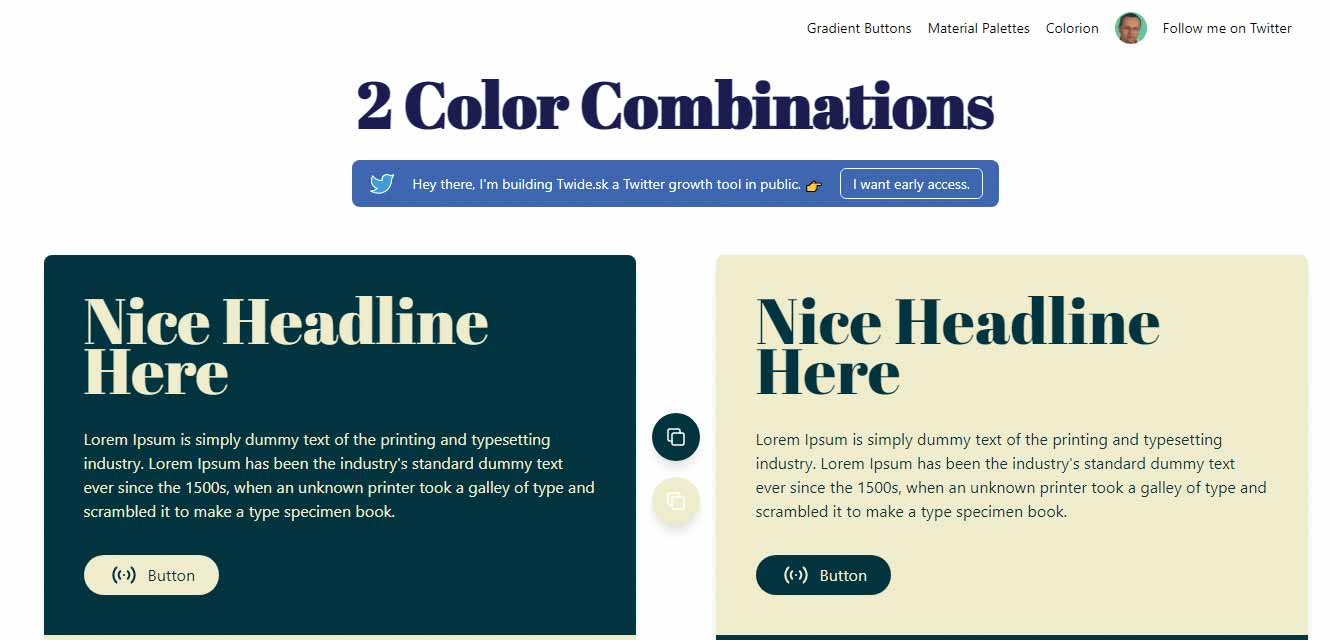 Gradient Buttons Material Palettes Colorion Follow me on Twitter
2 Color Combinations
Hey there, I'm building Twide.sk a Twitter growth tool in public. 👉 I want early access.
Nice Headline
Here
Lorem Ipsum is simply dummy text of the printing and typesetting
industry. Lorem Ipsum has been the industry's standard dummy text
ever since the 1500s, when an unknown printer took a galley of type and
scrambled it to make a type specimen book.
Button
Nice Headline
Here
Lorem Ipsum is simply dummy text of the printing and typesetting
industry. Lorem Ipsum has been the industry's standard dummy text
ever since the 1500s, when an unknown printer took a galley of type and
scrambled it to make a type specimen book.
Button